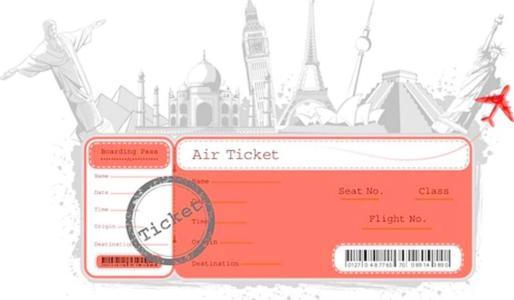 Boarding Pass
Name
Date
Time
Origin
Destination
Ticket
Air Ticket
Name
Time
Origin
Destination
Seat No.
Class
Flight No.